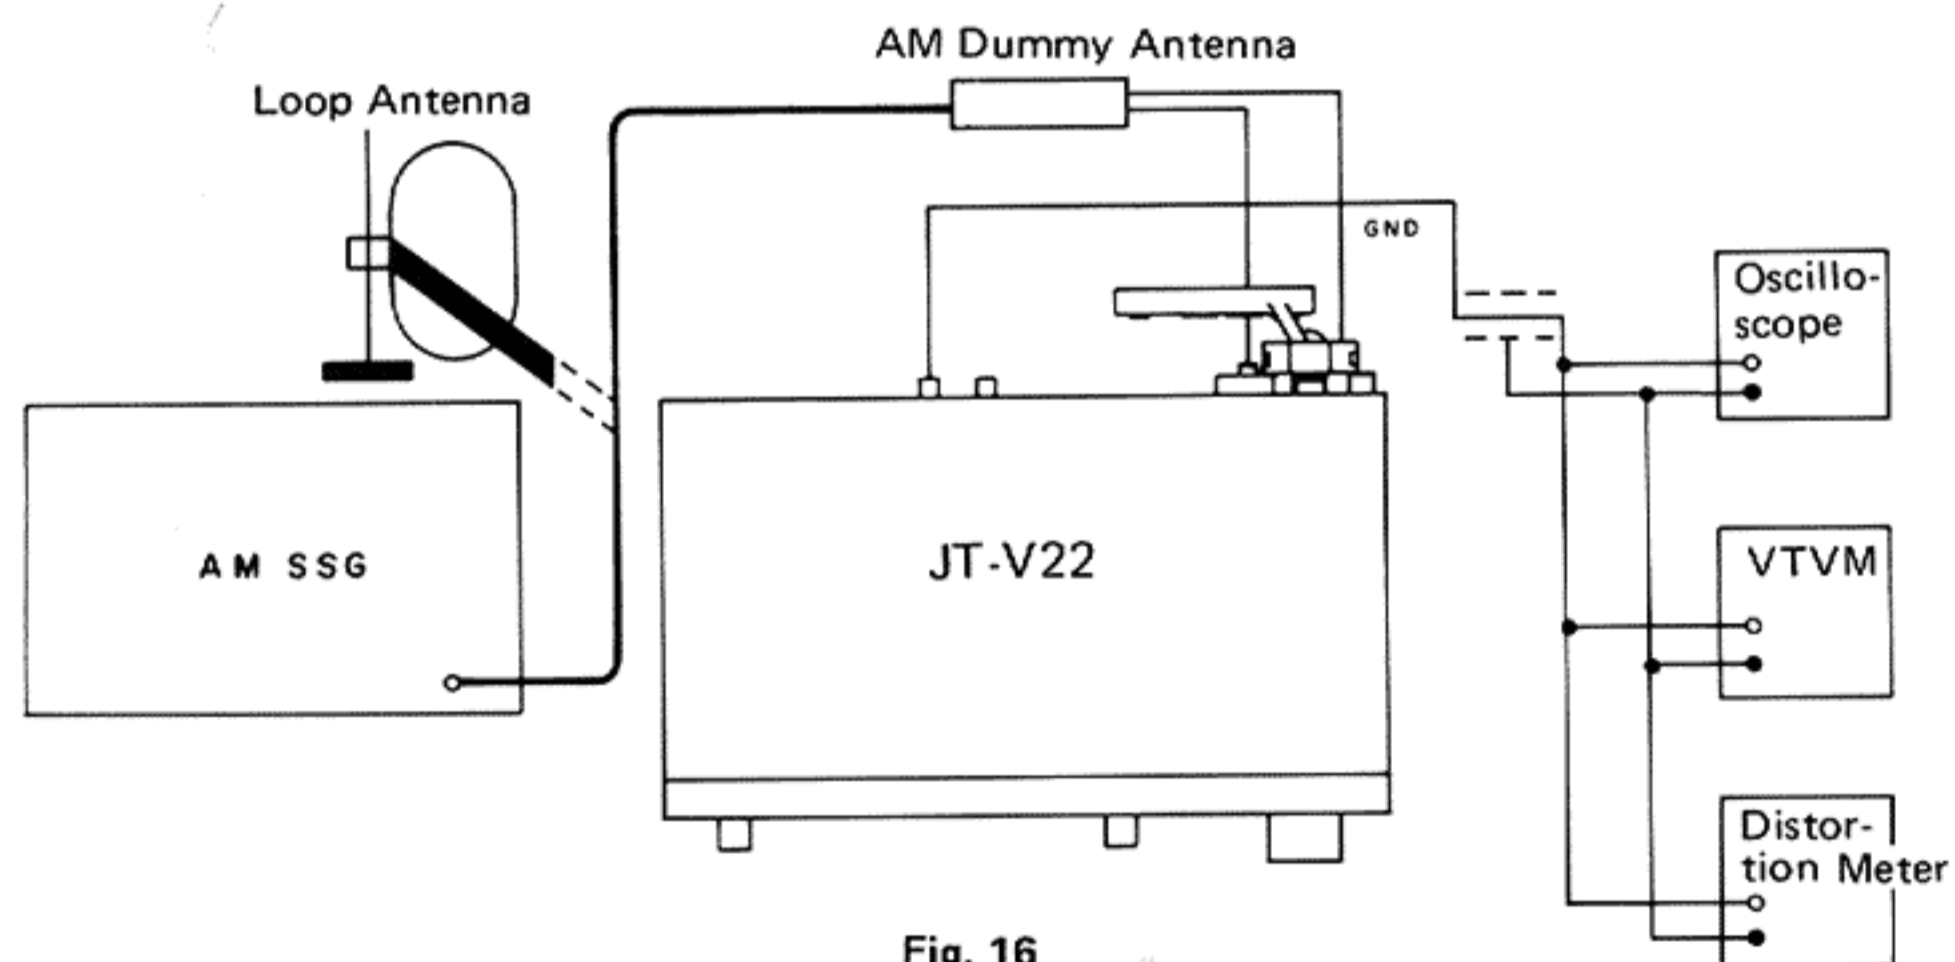 AM Dummy Antenna
Loop Antenna
GND
Oscillo-
scope
AM SSG
JT-V22
VTVM
Distor-
tion Meter
Fig. 16